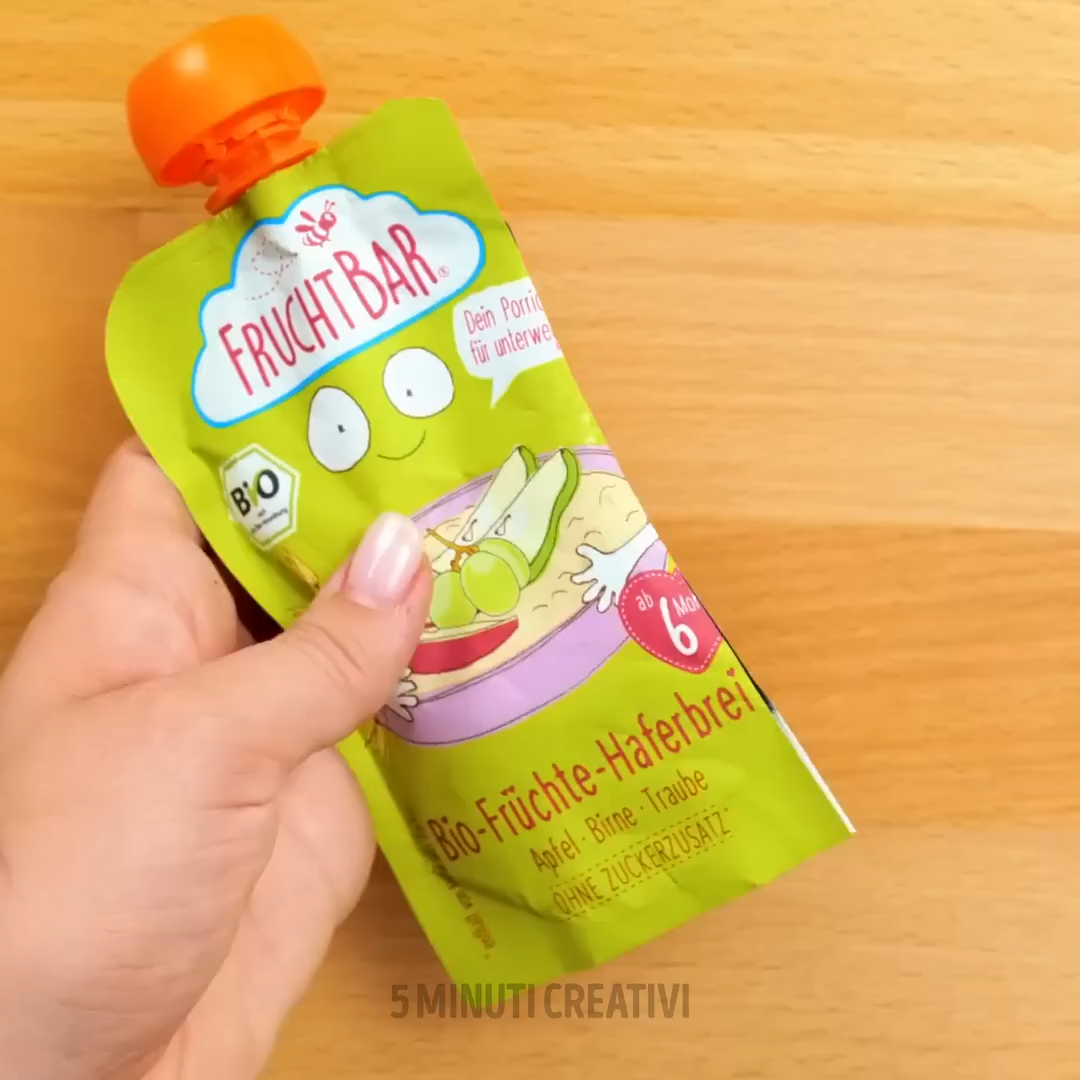 FRUCHTBAR®
Dein Porri
für unterwe
BiO
ab
6 Mo
Bio-Früchte-Haferbrei
Apfel · Birne · Traube
OHNE ZUCKERZUSATZ*
5 MINUTI CREATIVI